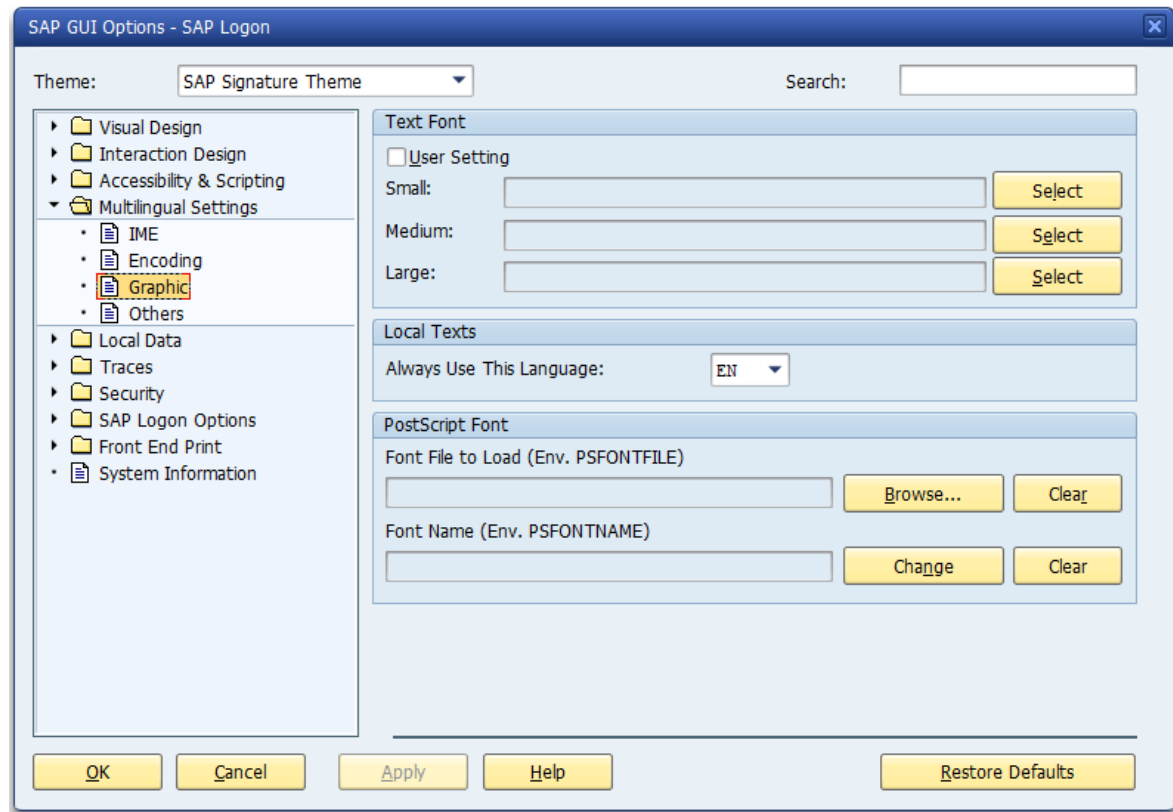 SAP GUI Options - SAP Logon
Theme: SAP Signature Theme Search:
Visual Design
Interaction Design
Accessibility & Scripting
Multilingual Settings
IME
Encoding
Graphic
Others
Local Data
Traces
Security
SAP Logon Options
Front End Print
System Information
Text Font
User Setting
Small: Select
Medium: Select
Large: Select
Local Texts
Always Use This Language: EN
PostScript Font
Font File to Load (Env. PSFONTFILE)
Browse... Clear
Font Name (Env. PSFONTNAME)
Change Clear
OK Cancel Apply Help Restore Defaults